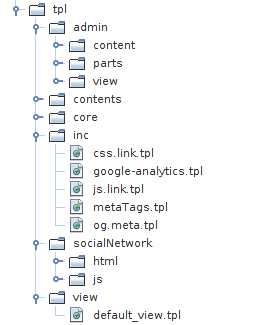 tpl
admin
content
parts
view
contents
core
inc
css.link.tpl
google-analytics.tpl
js.link.tpl
metaTags.tpl
og.meta.tpl
socialNetwork
html
js
view
default_view.tpl